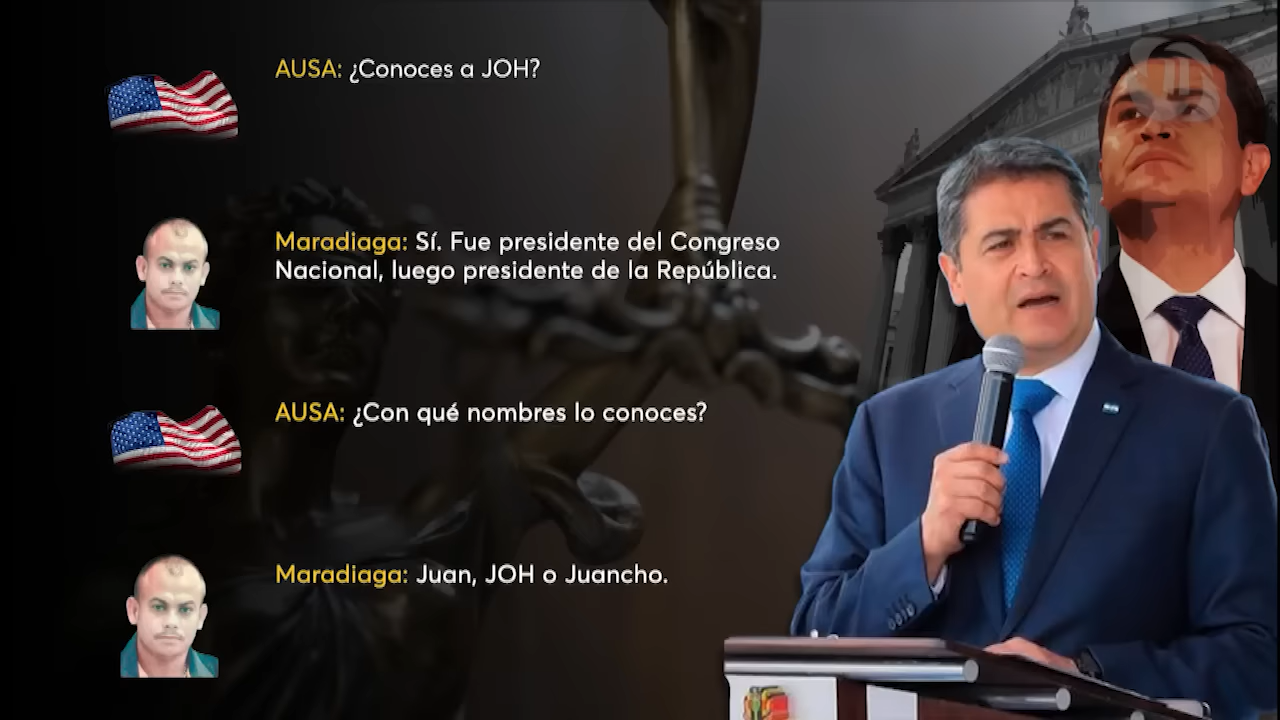 AUSA: ¿Conoces a JOH?
Maradiaga: Sí. Fue presidente del Congreso
Nacional, luego presidente de la República.
AUSA: ¿Con qué nombres lo conoces?
Maradiaga: Juan, JOH o Juancho.